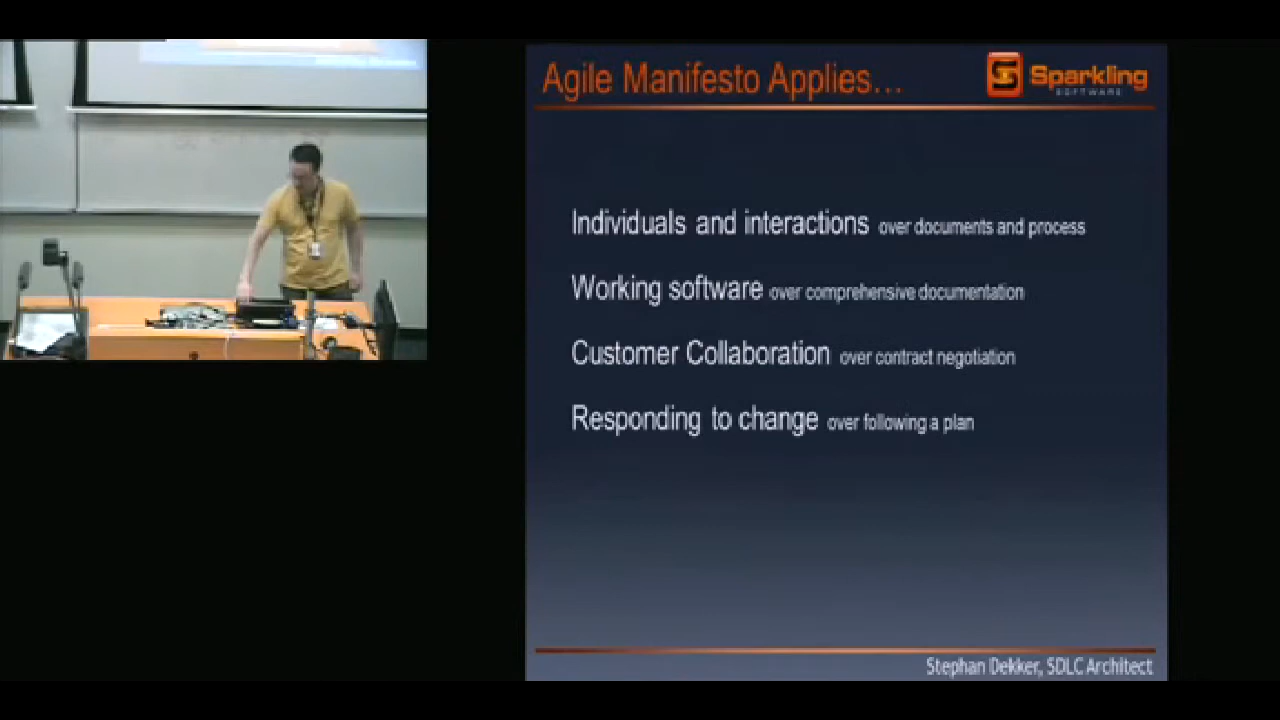 Agile Manifesto Applies...
Sparkling
SOFTWARE
Individuals and interactions over documents and process
Working software over comprehensive documentation
Customer Collaboration over contract negotiation
Responding to change over following a plan
Stephan Dekker, SDLC Architect